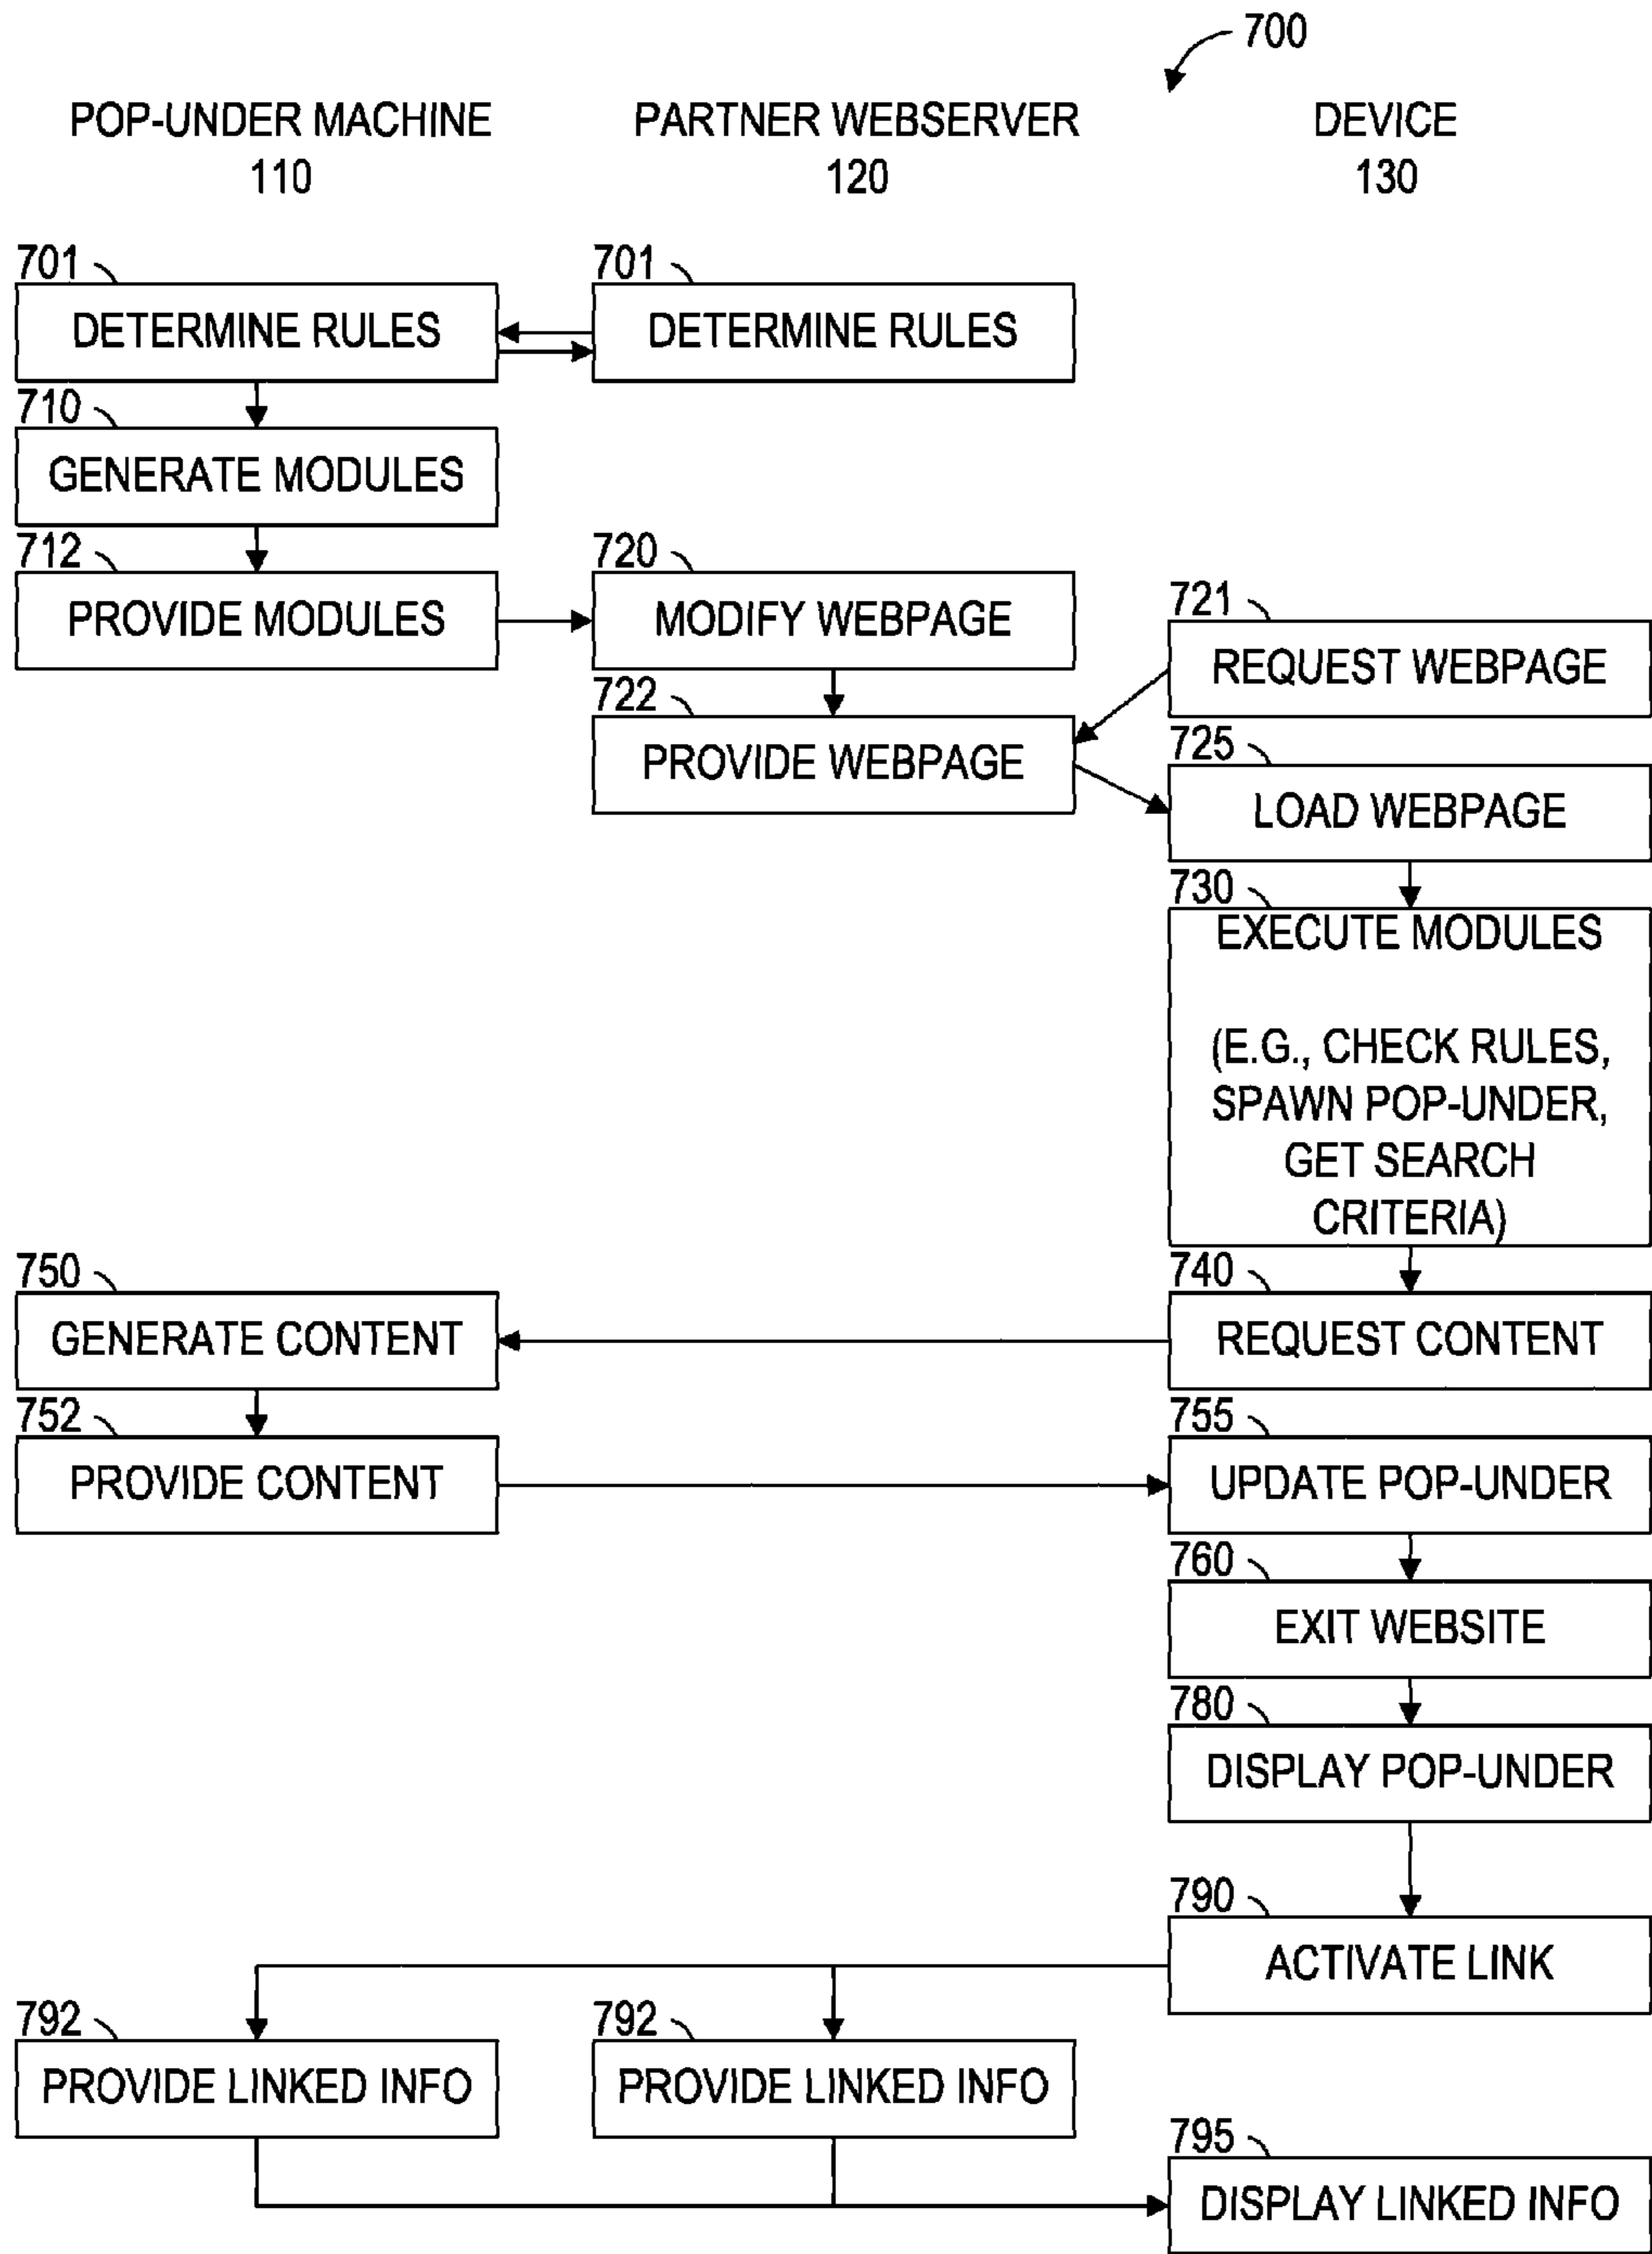 700
POP-UNDER MACHINE
110
PARTNER WEBSERVER
120
DEVICE
130
701
DETERMINE RULES
701
DETERMINE RULES
710
GENERATE MODULES
712
PROVIDE MODULES
720
MODIFY WEBPAGE
721
REQUEST WEBPAGE
722
PROVIDE WEBPAGE
725
LOAD WEBPAGE
730
EXECUTE MODULES
(E.G., CHECK RULES,
SPAWN POP-UNDER,
GET SEARCH
CRITERIA)
740
REQUEST CONTENT
750
GENERATE CONTENT
752
PROVIDE CONTENT
755
UPDATE POP-UNDER
760
EXIT WEBSITE
780
DISPLAY POP-UNDER
790
ACTIVATE LINK
792
PROVIDE LINKED INFO
792
PROVIDE LINKED INFO
795
DISPLAY LINKED INFO